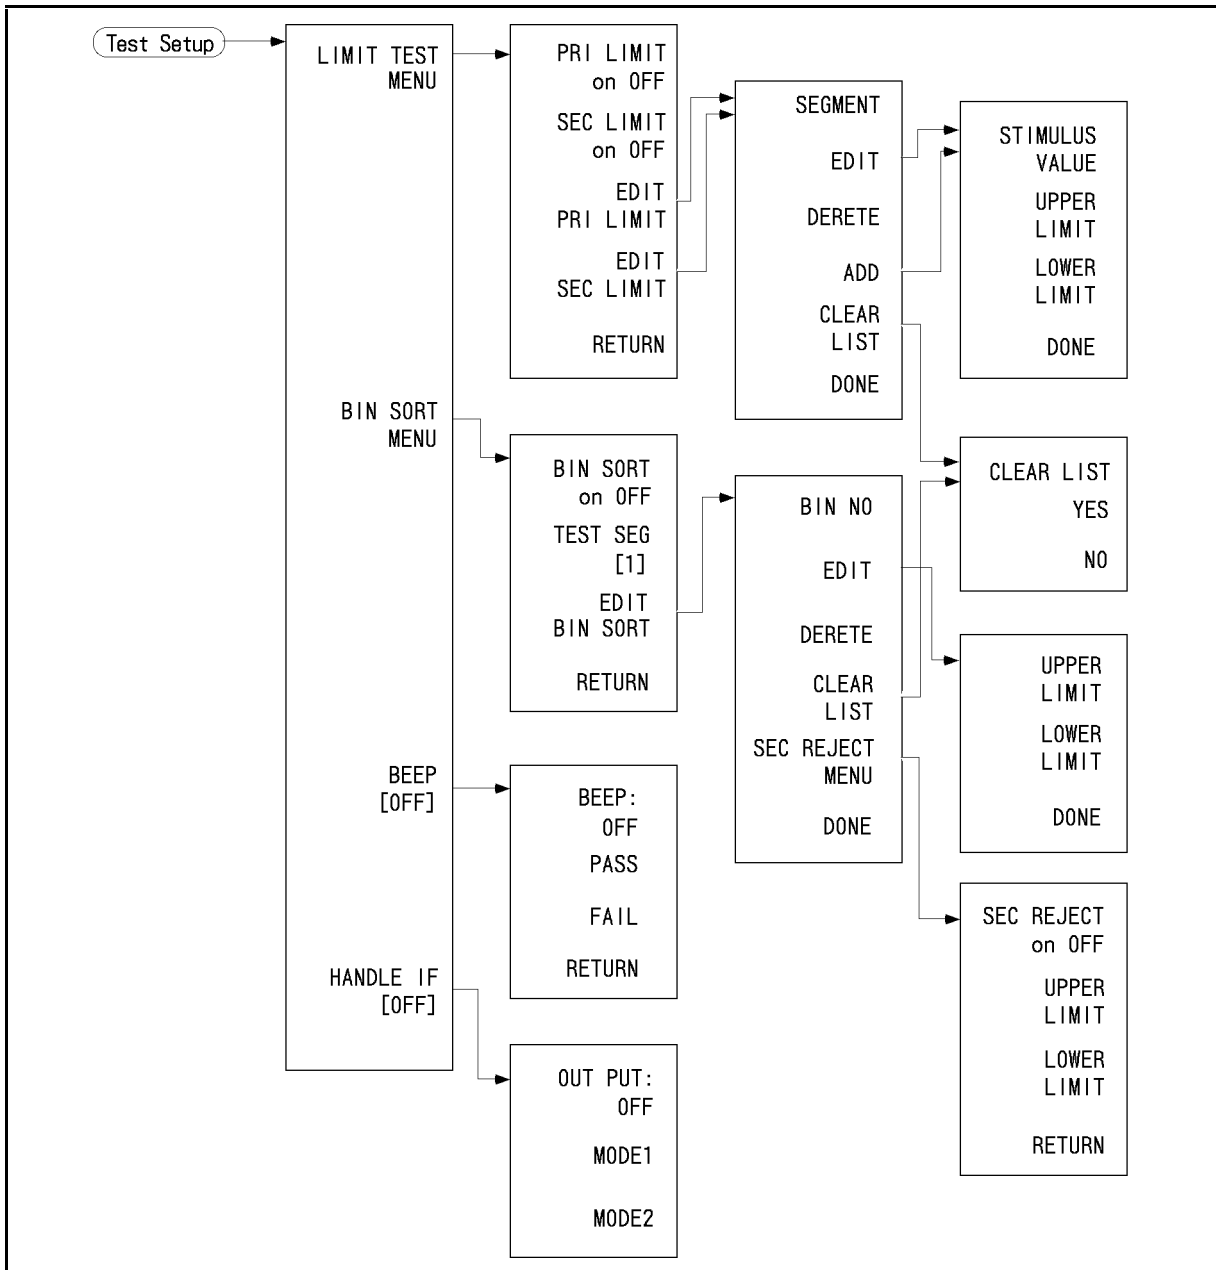 Test Setup
LIMIT TEST
MENU
BIN SORT
MENU
BEEP
[OFF]
HANDLE IF
[OFF]
PRI LIMIT
on OFF
SEC LIMIT
on OFF
EDIT
PRI LIMIT
EDIT
SEC LIMIT
RETURN
BIN SORT
on OFF
TEST SEG
[1]
EDIT
BIN SORT
RETURN
BEEP:
OFF
PASS
FAIL
RETURN
OUT PUT:
OFF
MODE1
MODE2
SEGMENT
EDIT
DERETE
ADD
CLEAR
LIST
DONE
BIN NO
EDIT
DERETE
CLEAR
LIST
SEC REJECT
MENU
DONE
STIMULUS
VALUE
UPPER
LIMIT
LOWER
LIMIT
DONE
CLEAR LIST
YES
NO
UPPER
LIMIT
LOWER
LIMIT
DONE
SEC REJECT
on OFF
UPPER
LIMIT
LOWER
LIMIT
RETURN